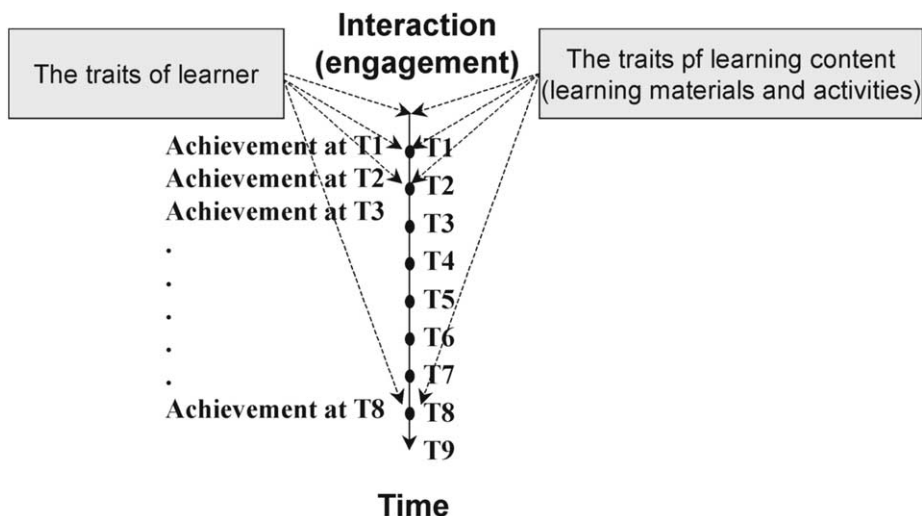 Interaction
(engagement)
The traits of learner
The traits pf learning content
(learning materials and activities)
Achievement at T1
T1
Achievement at T2
T2
Achievement at T3
T3
.
T4
.
T5
.
T6
.
T7
.
Achievement at T8
T8
T9
Time